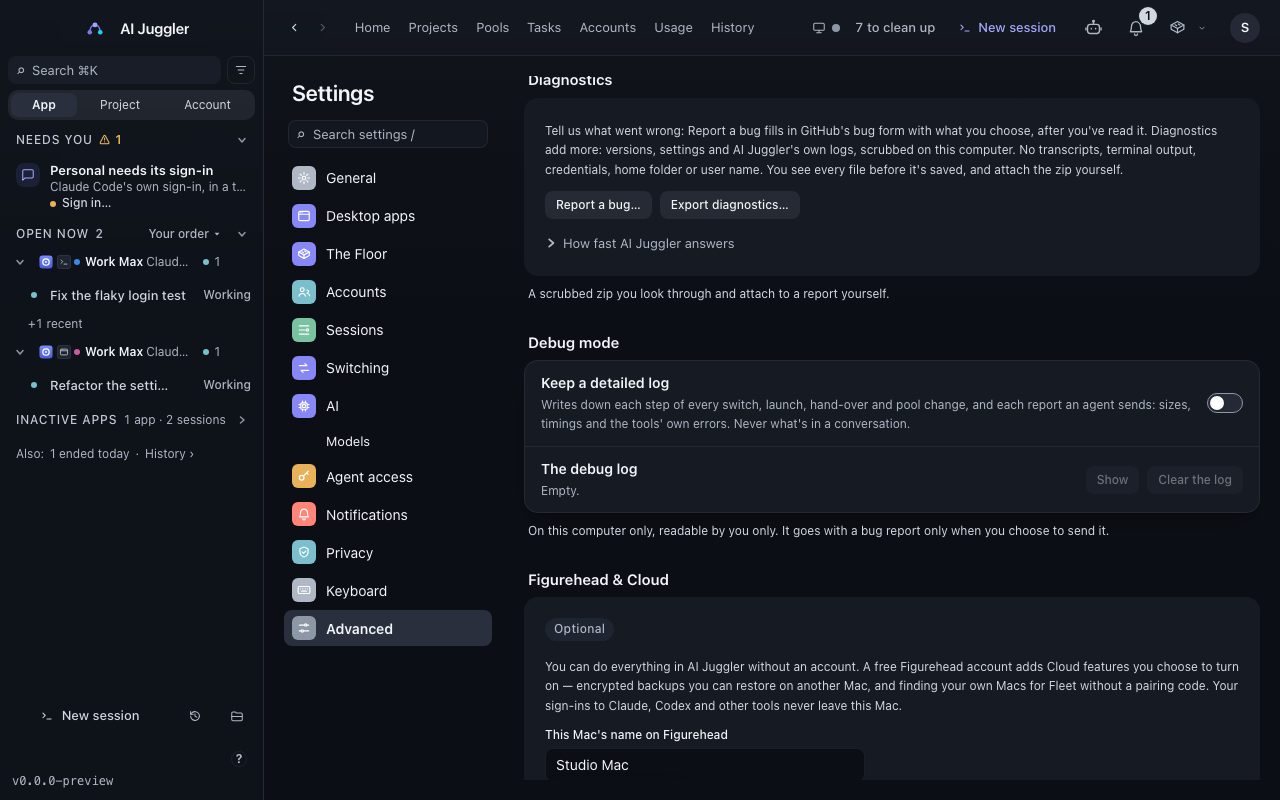 AI Juggler
Search ⌘K
App
Project
Account
NEEDS YOU
1
Personal needs its sign-in
Claude Code's own sign-in, in a t...
Sign in...
OPEN NOW 2
Your order
Work Max Claud...
1
Fix the flaky login test
Working
+1 recent
Work Max Claud...
1
Refactor the setti...
Working
INACTIVE APPS 1 app · 2 sessions
Also: 1 ended today · History ›
New session
?
v0.0.0-preview
Home
Projects
Pools
Tasks
Accounts
Usage
History
7 to clean up
New session
1
S
Settings
Search settings /
General
Desktop apps
The Floor
Accounts
Sessions
Switching
AI
Models
Agent access
Notifications
Privacy
Keyboard
Advanced
Diagnostics
Tell us what went wrong: Report a bug fills in GitHub's bug form with what you choose, after you've read it. Diagnostics
add more: versions, settings and AI Juggler's own logs, scrubbed on this computer. No transcripts, terminal output,
credentials, home folder or user name. You see every file before it's saved, and attach the zip yourself.
Report a bug...
Export diagnostics...
How fast AI Juggler answers
A scrubbed zip you look through and attach to a report yourself.
Debug mode
Keep a detailed log
Writes down each step of every switch, launch, hand-over and pool change, and each report an agent sends: sizes,
timings and the tools' own errors. Never what's in a conversation.
The debug log
Empty.
Show
Clear the log
On this computer only, readable by you only. It goes with a bug report only when you choose to send it.
Figurehead & Cloud
Optional
You can do everything in AI Juggler without an account. A free Figurehead account adds Cloud features you choose to turn
on — encrypted backups you can restore on another Mac, and finding your own Macs for Fleet without a pairing code. Your
sign-ins to Claude, Codex and other tools never leave this Mac.
This Mac's name on Figurehead
Studio Mac